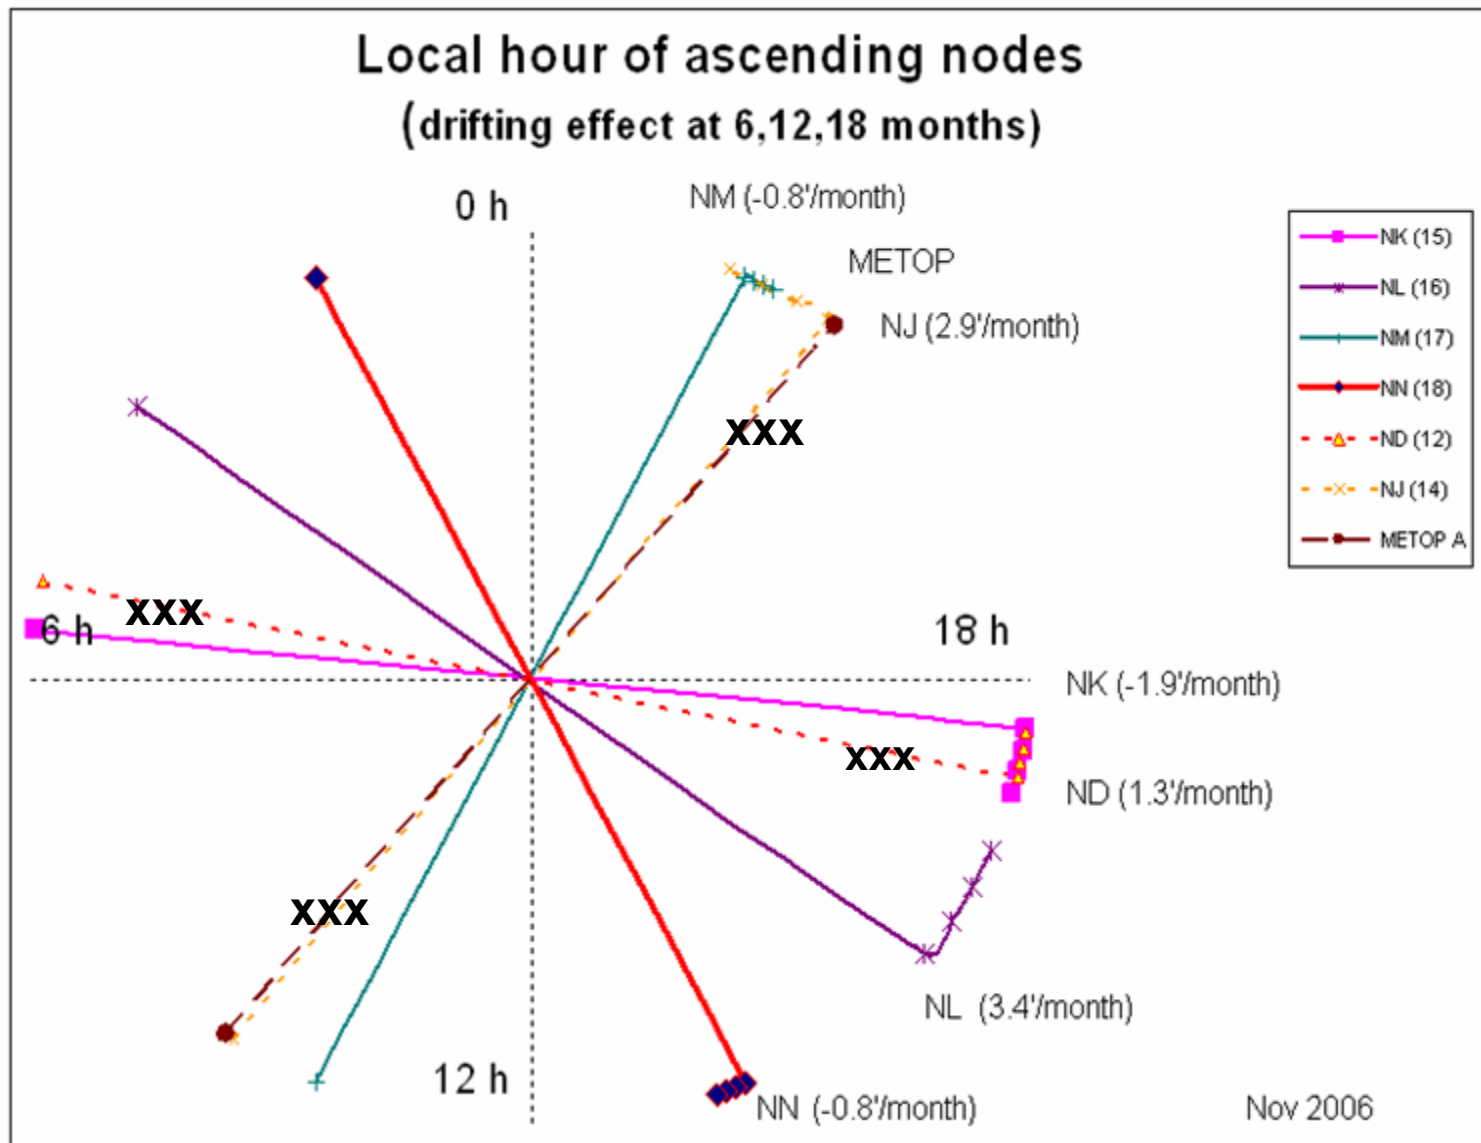 Local hour of ascending nodes
(drifting effect at 6,12,18 months)
0 h
NM (-0.8'/month)
METOP
NJ (2.9'/month)
xxx
xxx
6 h
18 h
NK (-1.9'/month)
xxx
ND (1.3'/month)
xxx
NL (3.4'/month)
12 h
NN (-0.8'/month)
Nov 2006
NK (15)
NL (16)
NM (17)
NN (18)
ND (12)
NJ (14)
METOP A